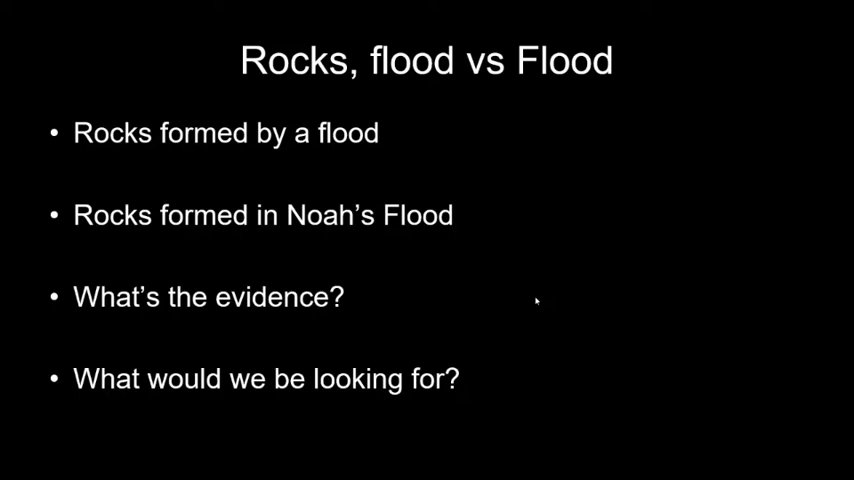 Rocks, flood vs Flood
• Rocks formed by a flood
• Rocks formed in Noah's Flood
• What's the evidence?
• What would we be looking for?